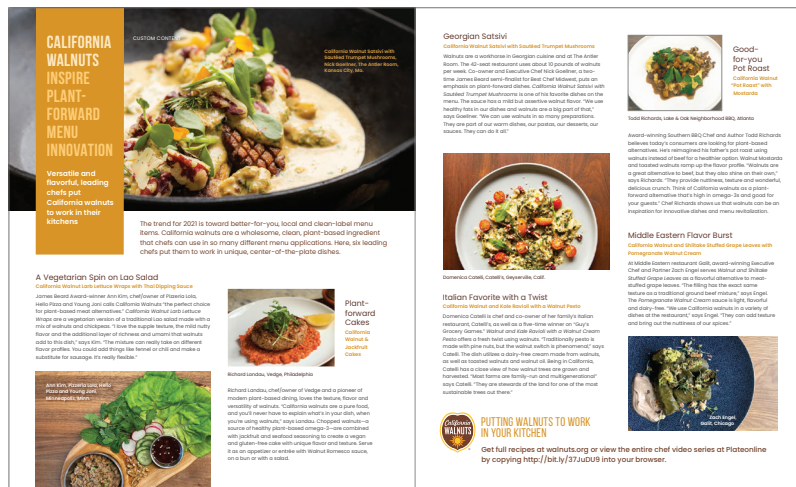 CALIFORNIA
WALNUTS
INSPIRE
PLANT-
FORWARD
MENU
INNOVATION
Versatile and
flavorful, leading
chefs put
California walnuts
to work in their
kitchens
CUSTOM CONTENT
California Walnut Satsivi with
Sautéed Trumpet Mushrooms,
Nick Goellner, The Antler Room,
Kansas City, Mo.
The trend for 2021 is toward better-for-you, local and clean-label menu
items. California walnuts are a wholesome, clean, plant-based ingredient
that chefs can use in so many different menu applications. Here, six leading
chefs put them to work in unique, center-of-the-plate dishes.
A Vegetarian Spin on Lao Salad
California Walnut Larb Lettuce Wraps with Thai Dipping Sauce
James Beard Award-winner Ann Kim, chef/owner of Pizzeria Lola,
Hello Pizza and Young Joni calls walnuts "the perfect choice
for plant-based meat alternatives." California Walnut Larb Lettuce
Wraps are a vegetarian version of a traditional Lao salad made with a
mix of walnuts and chickpeas. "I love the supple texture, the mild nutty
flavor and the additional layer of richness and umami that walnuts
add to this dish," says Kim. "The mixture can really take on different
flavor profiles. You could add things like fennel or chili and make a
substitute for sausage. It's really flexible."
Ann Kim, Pizzeria Lola, Hello
Pizza and Young Joni,
Minneapolis, Minn.
Plant-
forward
Cakes
California
Walnut &
Jackfruit
Cakes
Richard Landau, Vedge, Philadelphia
Richard Landau, chef/owner of Vedge and a pioneer of
modern plant-based dining, loves the texture, flavor and
versatility of walnuts. "California walnuts are a pure food,
and you'll never have to explain what's in your dish, when
you're using walnuts," says Landau. Chopped walnuts—a
source of healthy plant-based omega-3—are combined
with jackfruit and seafood seasoning to create a vegan
and gluten-free cake with unique flavor and texture. Serve
it as an appetizer or entrée with Walnut Romesco sauce,
on a bun or with a salad.
Georgian Satsivi
California Walnut Satsivi with Sautéed Trumpet Mushrooms
Walnuts are a workhorse in Georgian cuisine and at The Antler
Room. The 42-seat restaurant uses about 10 pounds of walnuts
per week. Co-owner and Executive Chef Nick Goellner, a two-
time James Beard semi-finalist for Best Chef Midwest, puts an
emphasis on plant-forward dishes. California Walnut Satsivi with
Sautéed Trumpet Mushrooms is one of his favorite dishes on the
menu. The sauce has a mild but assertive walnut flavor. "We use
healthy fats in our dishes and walnuts are a big part of that,"
says Goellner. "We can use walnuts in so many preparations.
They are part of our warm dishes, our pastas, our desserts, our
sauces. They can do it all."
Domenica Catelli, Catelli's, Geyserville, Calif.
Italian Favorite with a Twist
California Walnut and Kale Ravioli with a Walnut Pesto
Domenica Catelli is chef and co-owner of her family's Italian
restaurant, Catelli's, as well as a five-time winner on "Guy's
Grocery Games." Walnut and Kale Ravioli with a Walnut Cream
Pesto offers a fresh twist using walnuts. "Traditionally pesto is
made with pine nuts, but the walnut switch is phenomenal," says
Catelli. The dish utilizes a dairy-free cream made from walnuts,
as well as toasted walnuts and walnut oil. Being in California,
Catelli has a close view of how walnut trees are grown and
harvested. "Most farms are family-run and multigenerational"
says Catelli. "They are stewards of the land for one of the most
sustainable trees out there."
Good-
for-you
Pot Roast
California Walnut
"Pot Roast" with
Mostarda
Todd Richards, Lake & Oak Neighborhood BBQ, Atlanta
Award-winning Southern BBQ Chef and Author Todd Richards
believes today's consumers are looking for plant-based
alternatives. He's reimagined his father's pot roast using
walnuts instead of beef for a healthier option. Walnut Mostarda
and toasted walnuts ramp up the flavor profile. "Walnuts are
a great alternative to beef, but they also shine on their own,"
says Richards. "They provide nuttiness, texture and wonderful,
delicious crunch. Think of California walnuts as a plant-
forward alternative that's high in omega-3s and good for
your guests." Chef Richards shows us that walnuts can be an
inspiration for innovative dishes and menu revitalization.
Middle Eastern Flavor Burst
California Walnut and Shiitake Stuffed Grape Leaves with
Pomegranate Walnut Cream
At Middle Eastern restaurant Galit, award-winning Executive
Chef and Partner Zach Engel serves Walnut and Shiitake
Stuffed Grape Leaves as a flavorful alternative to meat-
stuffed grape leaves. "The filling has the exact same
texture as a traditional ground beef mixture," says Engel.
The Pomegranate Walnut Cream sauce is light, flavorful
and dairy-free. "We use California walnuts in a variety of
dishes at the restaurant," says Engel. "They can add texture
and bring out the nuttiness of our spices."
Zach Engel,
Galit, Chicago
California
WALNUTS
PUTTING WALNUTS TO WORK
IN YOUR KITCHEN
Get full recipes at walnuts.org or view the entire chef video series at Plateonline
by copying http://bit.ly/37JuDU9 into your browser.